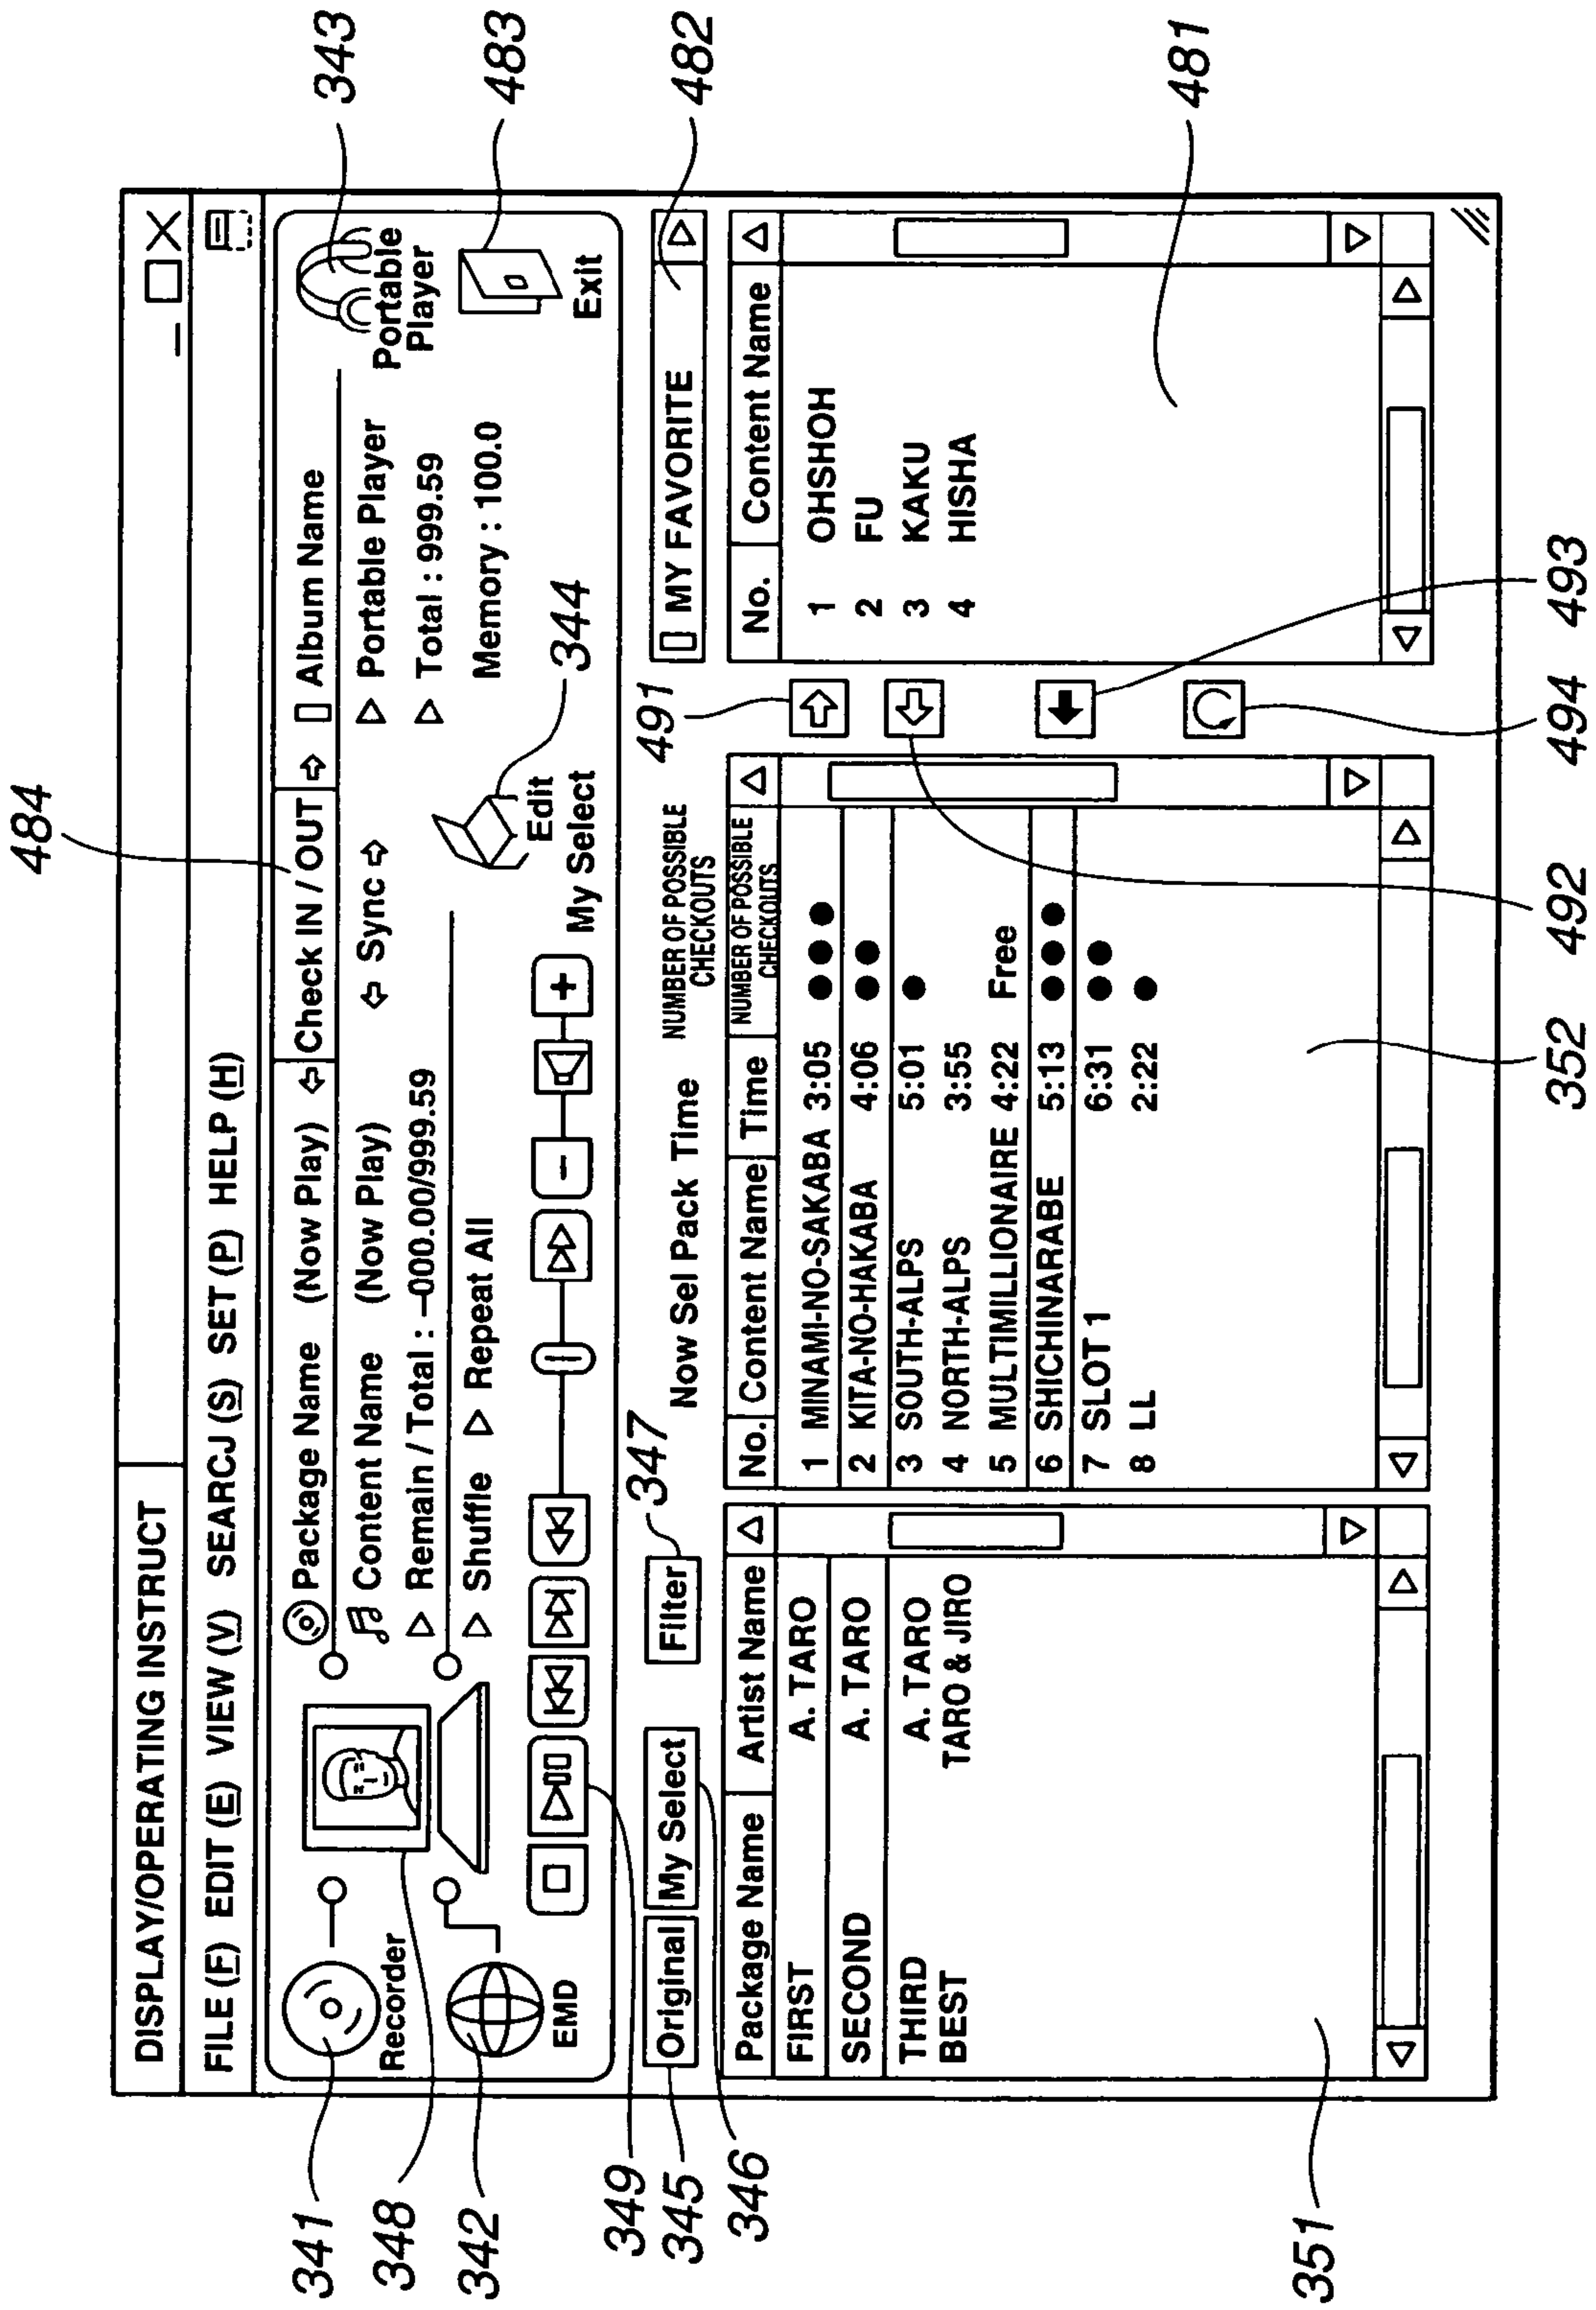 DISPLAY/OPERATING INSTRUCT
FILE (F) EDIT (E) VIEW (V) SEARCJ (S) SET (P) HELP (H)
Recorder
EMD
Package Name (Now Play)
Content Name (Now Play)
Remain / Total : –000.00/999.59
Shuffle Repeat All
Check IN / OUT
Sync
Album Name
Portable Player
Total : 999.59
Memory : 100.0
Portable
Player
Exit
Edit
My Select
Original My Select Filter
Now Sel Pack Time
NUMBER OF POSSIBLE
CHECKOUTS
MY FAVORITE
Package Name Artist Name
FIRST A. TARO
SECOND A. TARO
THIRD A. TARO
BEST TARO & JIRO
No. Content Name Time NUMBER OF POSSIBLE
CHECKOUTS
1 MINAMI-NO-SAKABA 3:05 ●●●
2 KITA-NO-HAKABA 4:06 ●●
3 SOUTH-ALPS 5:01 ●
4 NORTH-ALPS 3:55
5 MULTIMILLIONAIRE 4:22 Free
6 SHICHINARABE 5:13 ●●●
7 SLOT 1 6:31 ●●
8 LL 2:22 ●
No. Content Name
1 OHSHOH
2 FU
3 KAKU
4 HISHA
341
348
342
349
345
346
351
347
484
344
491
343
483
482
481
493
494
492
352